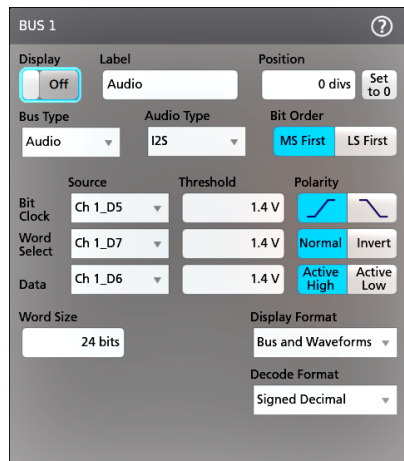 BUS 1 ?
Display Label Position
Off Audio 0 divs Set to 0
Bus Type Audio Type Bit Order
Audio I2S MS First LS First
Source Threshold Polarity
Bit Clock Ch 1_D5 1.4 V
Word Select Ch 1_D7 1.4 V Normal Invert
Data Ch 1_D6 1.4 V Active High Active Low
Word Size Display Format
24 bits Bus and Waveforms
Decode Format
Signed Decimal